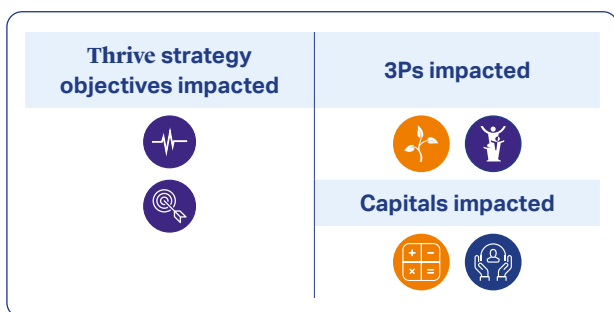 Thrive strategy
objectives impacted
3Ps impacted
Capitals impacted